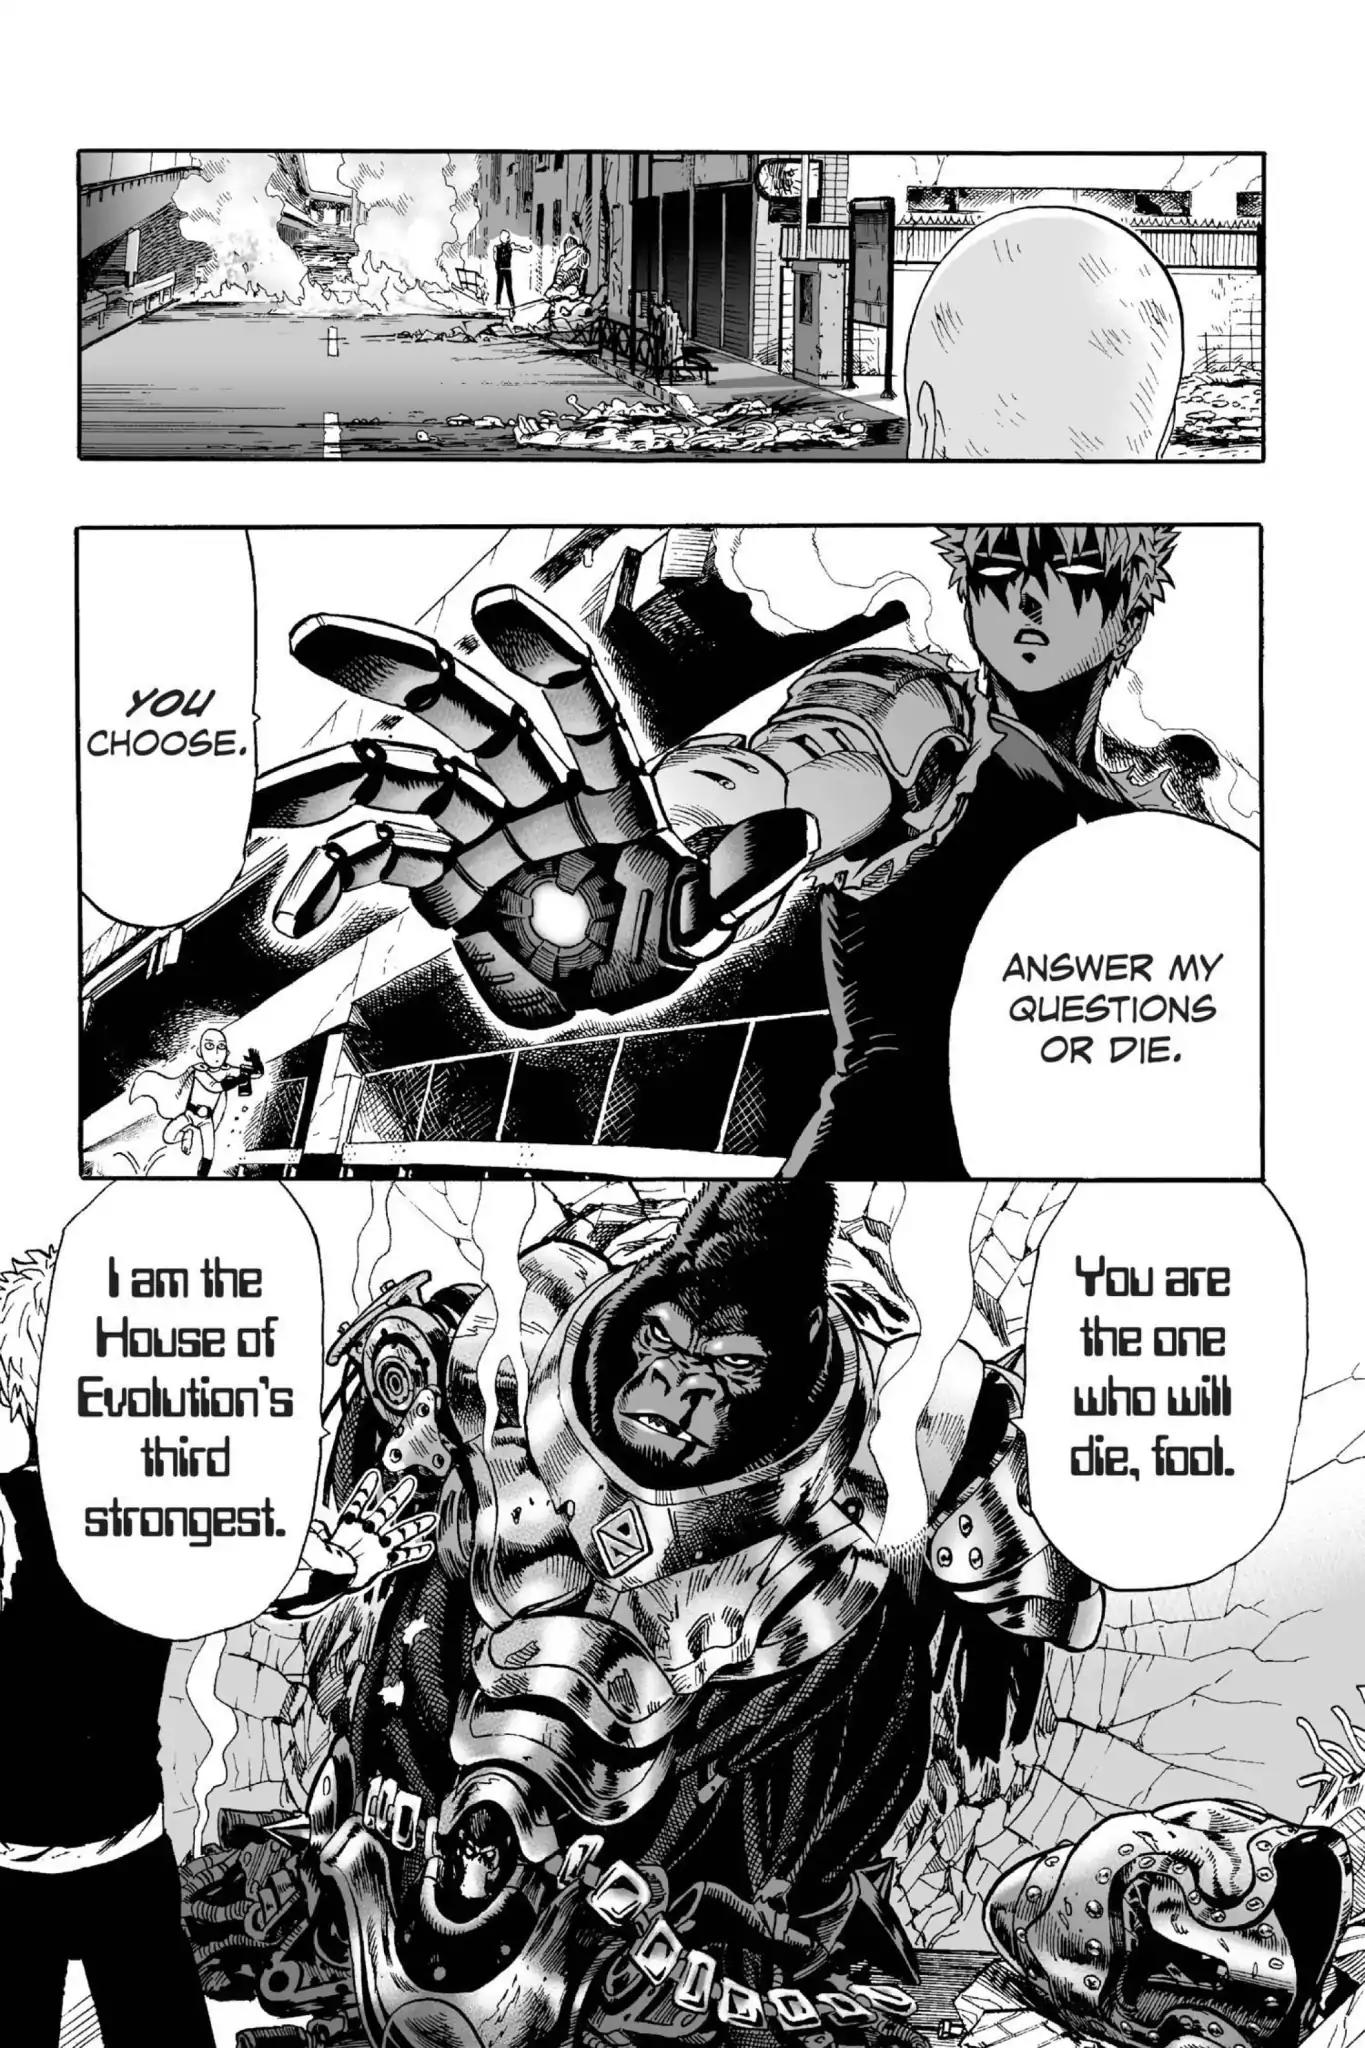 ANSWER MY
QUESTIONS
OR DIE.
YOU
CHOOSE.
You are
the one
who will
die, fool.
I am the
House of
Evolution's
third
strongest.